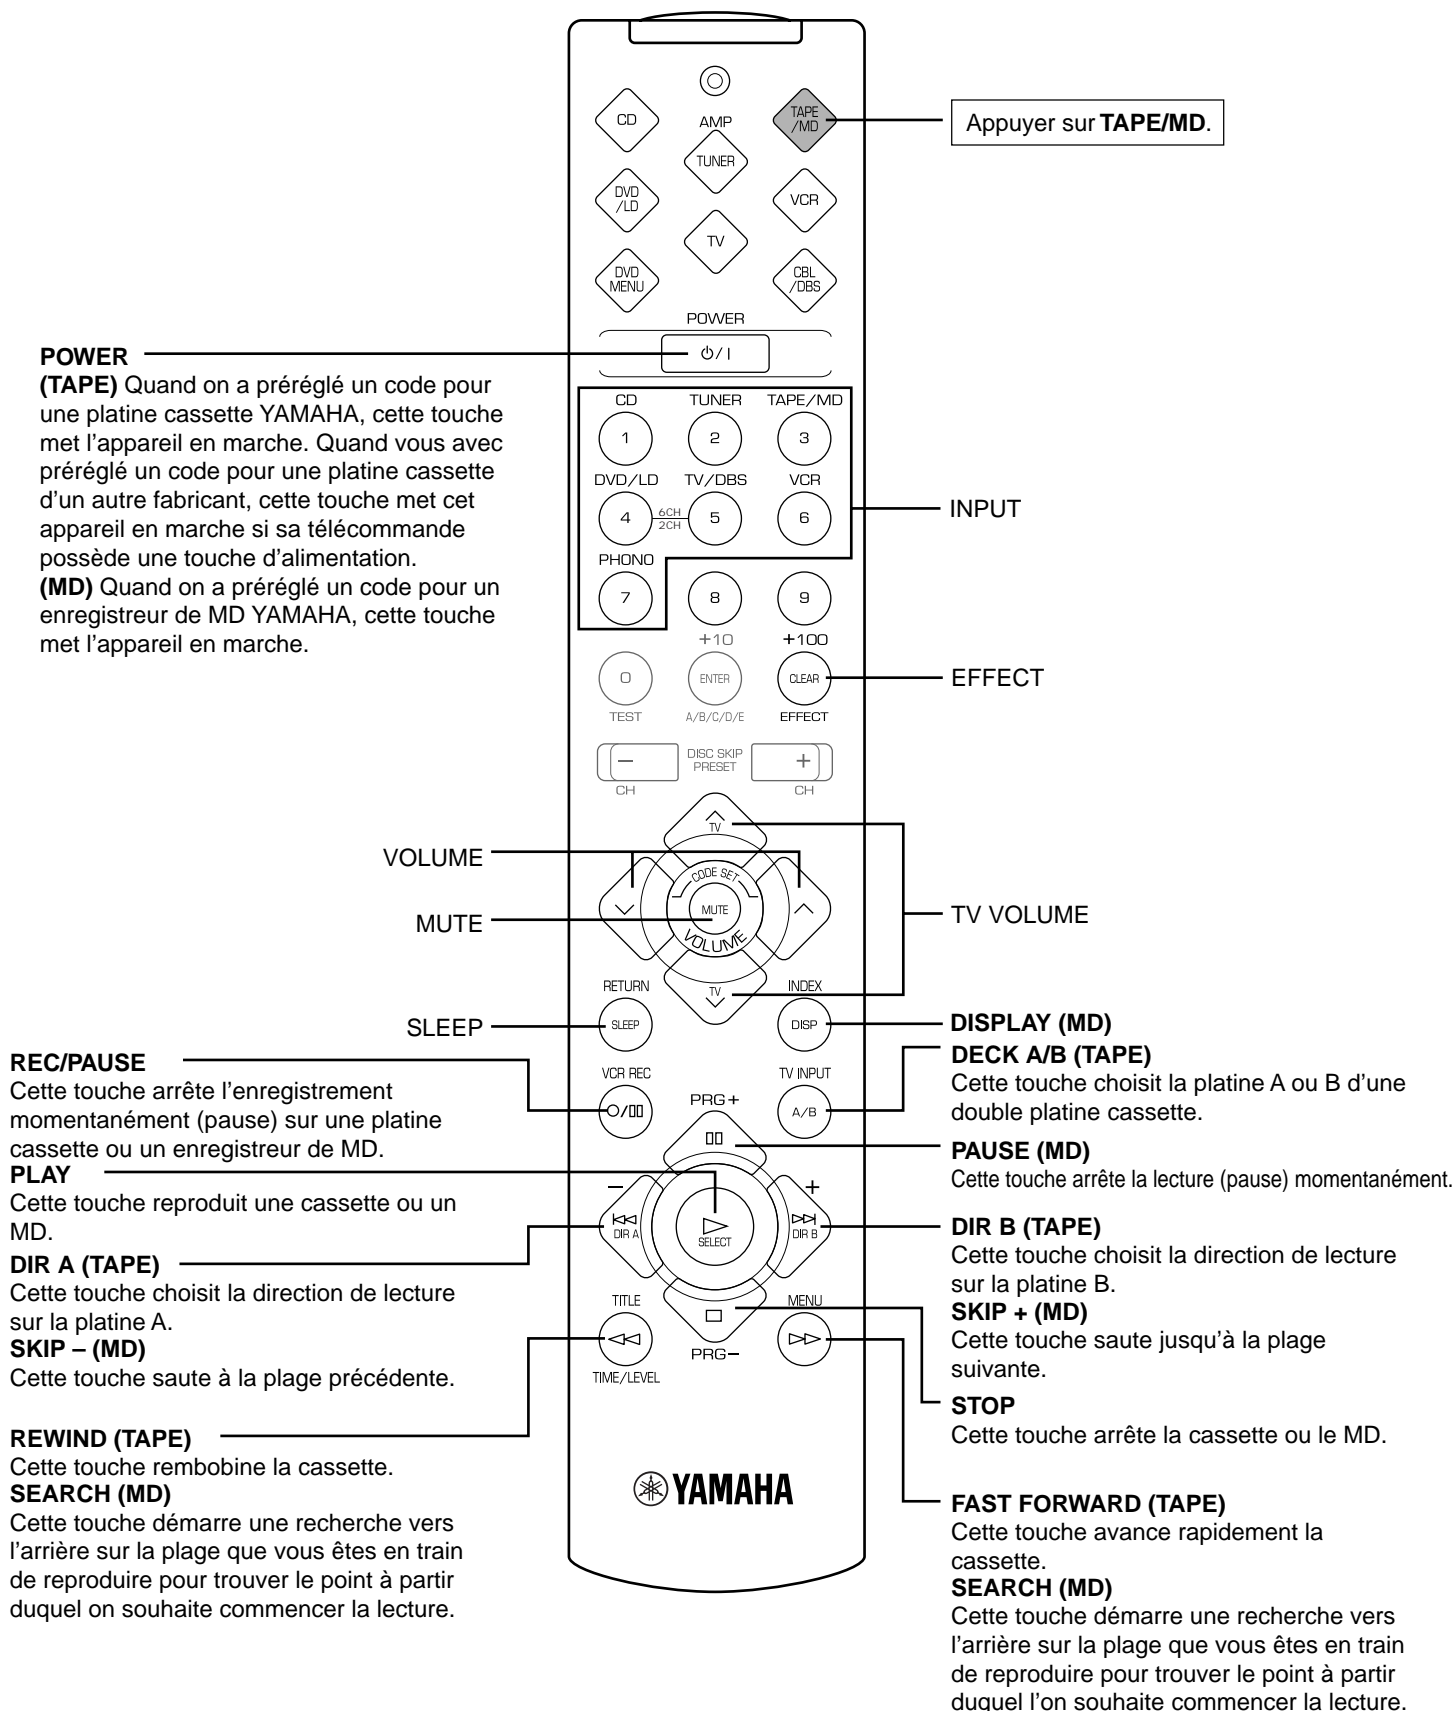 CD
AMP
TAPE
/MD
TUNER
DVD
/LD
VCR
TV
DVD
MENU
CBL
/DBS
Appuyer sur TAPE/MD.
POWER
⏻/I
POWER
(TAPE) Quand on a préréglé un code pour
une platine cassette YAMAHA, cette touche
met l'appareil en marche. Quand vous avec
préréglé un code pour une platine cassette
d'un autre fabricant, cette touche met cet
appareil en marche si sa télécommande
possède une touche d'alimentation.
(MD) Quand on a préréglé un code pour un
enregistreur de MD YAMAHA, cette touche
met l'appareil en marche.
CD TUNER TAPE/MD
1 2 3
DVD/LD TV/DBS VCR
4 6CH 5 6
2CH
PHONO
7 8 9
INPUT
+10 +100
0 ENTER CLEAR
TEST A/B/C/D/E EFFECT
EFFECT
– DISC SKIP +
PRESET
CH CH
TV
CODE SET
MUTE
VOLUME
TV
VOLUME
MUTE
TV VOLUME
RETURN INDEX
SLEEP DISP
SLEEP
VCR REC TV INPUT
A/B
PRG+
– +
DIR A SELECT DIR B
TITLE MENU
PRG–
TIME/LEVEL
YAMAHA
REC/PAUSE
Cette touche arrête l'enregistrement
momentanément (pause) sur une platine
cassette ou un enregistreur de MD.
PLAY
Cette touche reproduit une cassette ou un
MD.
DIR A (TAPE)
Cette touche choisit la direction de lecture
sur la platine A.
SKIP – (MD)
Cette touche saute à la plage précédente.
REWIND (TAPE)
Cette touche rembobine la cassette.
SEARCH (MD)
Cette touche démarre une recherche vers
l'arrière sur la plage que vous êtes en train
de reproduire pour trouver le point à partir
duquel on souhaite commencer la lecture.
DISPLAY (MD)
DECK A/B (TAPE)
Cette touche choisit la platine A ou B d'une
double platine cassette.
PAUSE (MD)
Cette touche arrête la lecture (pause) momentanément.
DIR B (TAPE)
Cette touche choisit la direction de lecture
sur la platine B.
SKIP + (MD)
Cette touche saute jusqu'à la plage
suivante.
STOP
Cette touche arrête la cassette ou le MD.
FAST FORWARD (TAPE)
Cette touche avance rapidement la
cassette.
SEARCH (MD)
Cette touche démarre une recherche vers
l'arrière sur la plage que vous êtes en train
de reproduire pour trouver le point à partir
duquel l'on souhaite commencer la lecture.